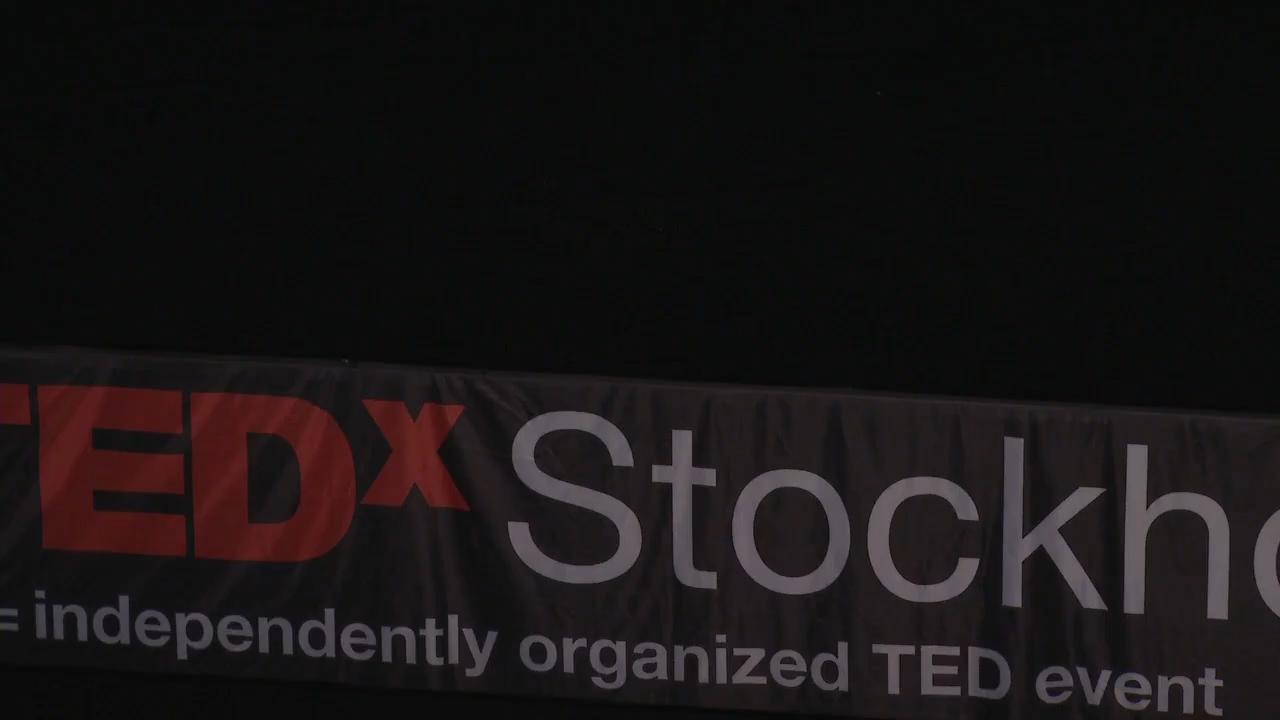 TEDx Stockho
= independently organized TED event